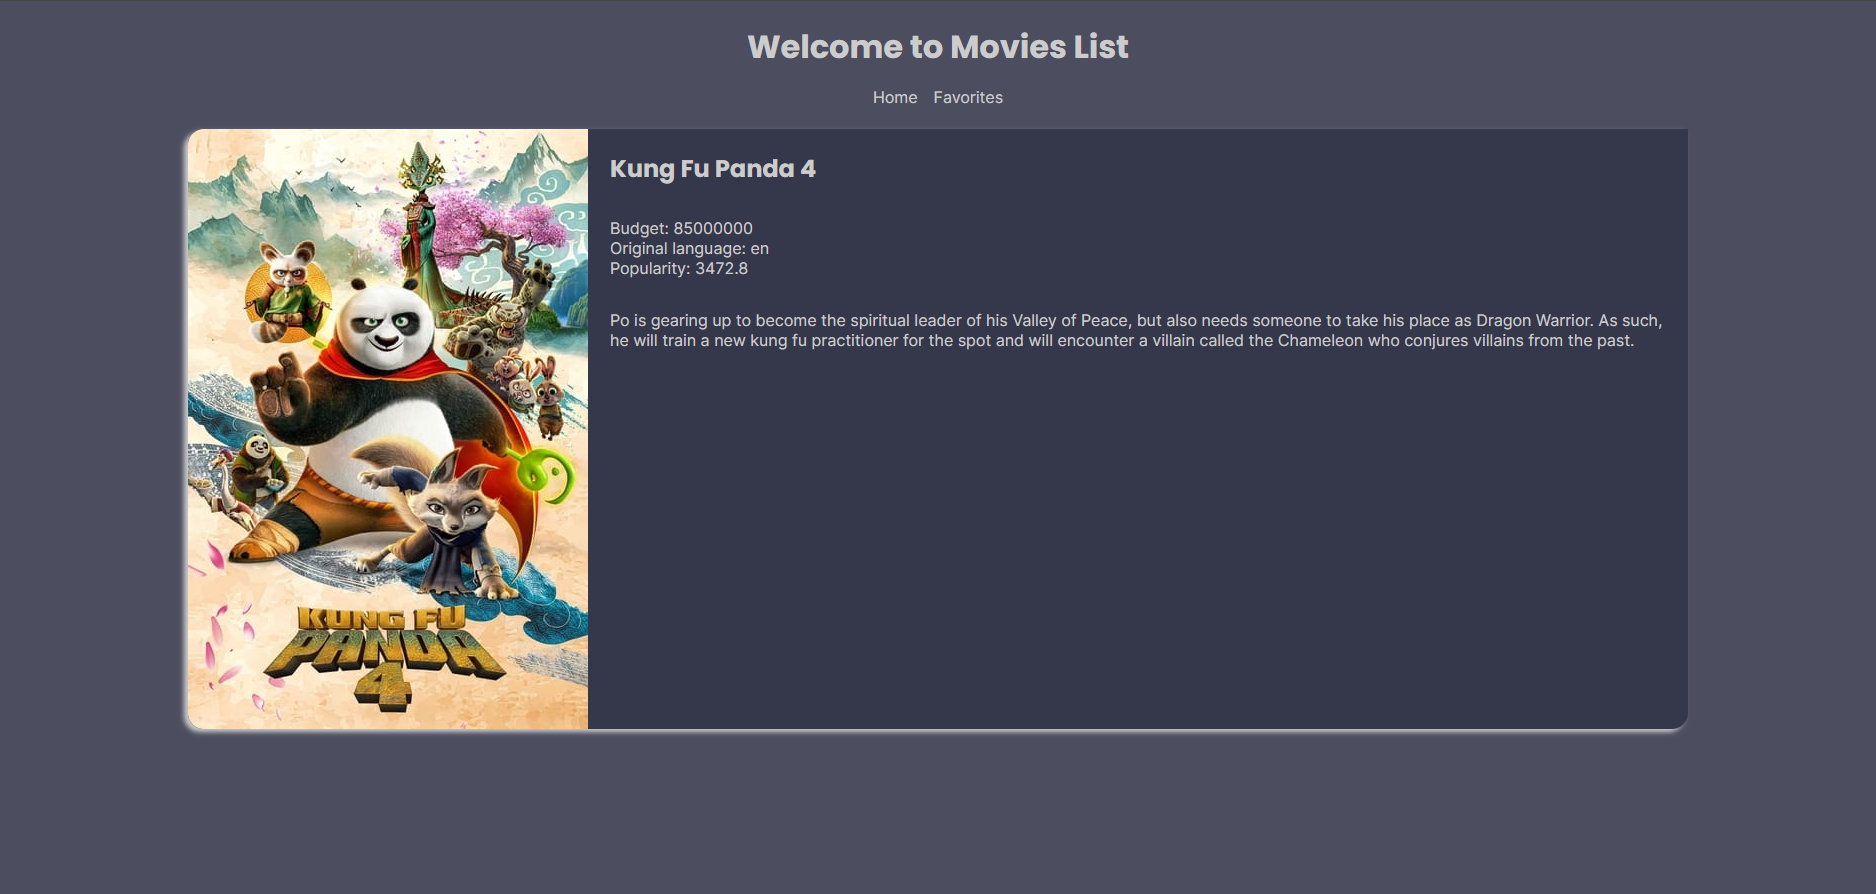 Welcome to Movies List
Home Favorites
Kung Fu Panda 4
Budget: 85000000
Original language: en
Popularity: 3472.8
Po is gearing up to become the spiritual leader of his Valley of Peace, but also needs someone to take his place as Dragon Warrior. As such,
he will train a new kung fu practitioner for the spot and will encounter a villain called the Chameleon who conjures villains from the past.
KUNG FU
PANDA
4